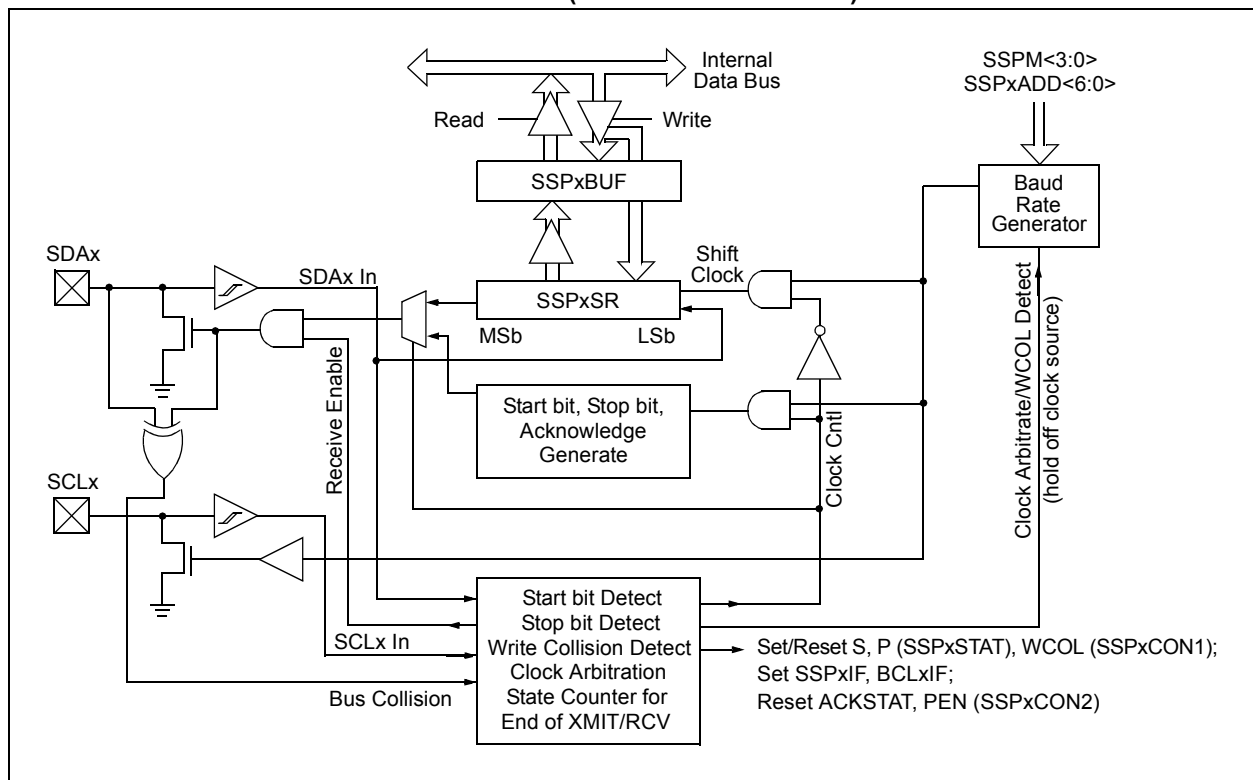 Internal
Data Bus
SSPM<3:0>
SSPxADD<6:0>
Read
Write
SSPxBUF
Baud
Rate
Generator
SDAx
SDAx In
Shift
Clock
SSPxSR
MSb
LSb
Receive Enable
Start bit, Stop bit,
Acknowledge
Generate
Clock Cntl
Clock Arbitrate/WCOL Detect
(hold off clock source)
SCLx
SCLx In
Bus Collision
Start bit Detect
Stop bit Detect
Write Collision Detect
Clock Arbitration
State Counter for
End of XMIT/RCV
Set/Reset S, P (SSPxSTAT), WCOL (SSPxCON1);
Set SSPxIF, BCLxIF;
Reset ACKSTAT, PEN (SSPxCON2)